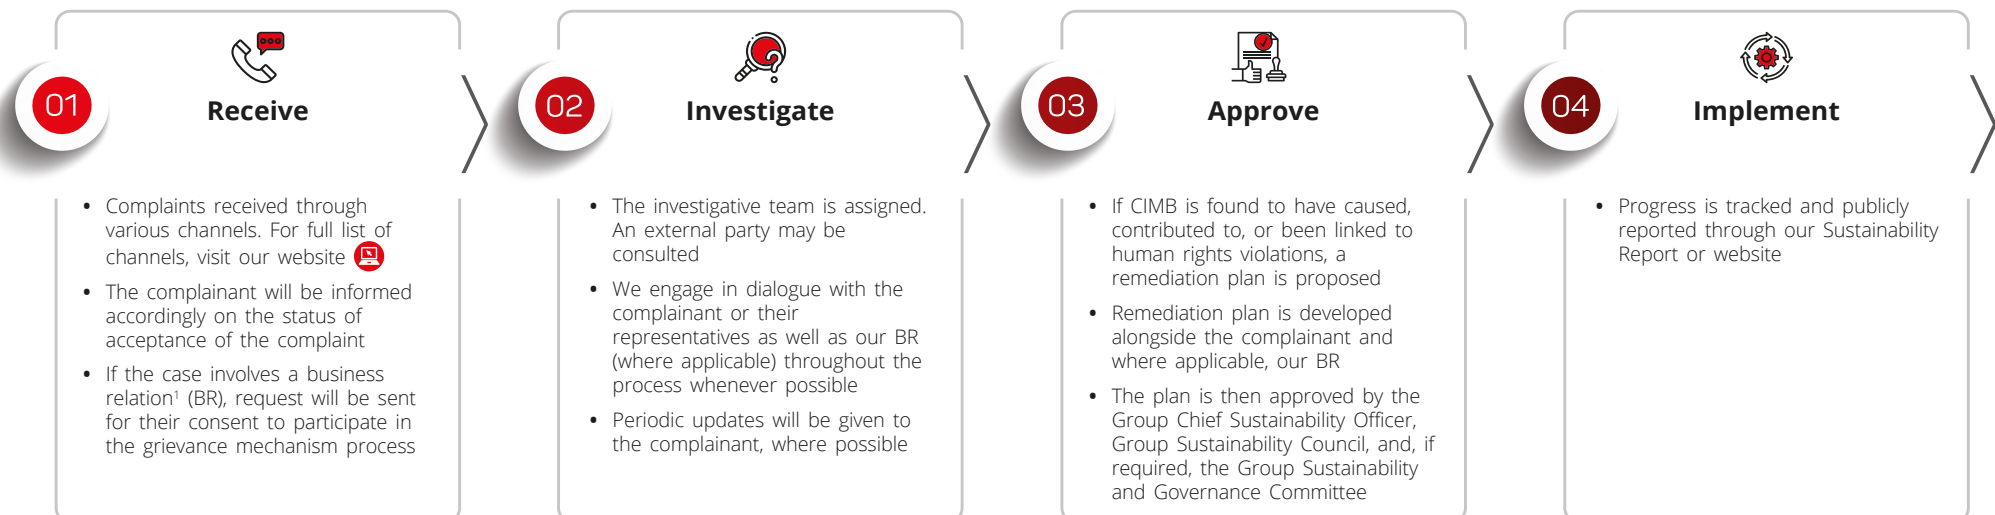 01
Receive
• Complaints received through
various channels. For full list of
channels, visit our website
• The complainant will be informed
accordingly on the status of
acceptance of the complaint
• If the case involves a business
relation¹ (BR), request will be sent
for their consent to participate in
the grievance mechanism process
02
Investigate
• The investigative team is assigned.
An external party may be
consulted
• We engage in dialogue with the
complainant or their
representatives as well as our BR
(where applicable) throughout the
process whenever possible
• Periodic updates will be given to
the complainant, where possible
03
Approve
• If CIMB is found to have caused,
contributed to, or been linked to
human rights violations, a
remediation plan is proposed
• Remediation plan is developed
alongside the complainant and
where applicable, our BR
• The plan is then approved by the
Group Chief Sustainability Officer,
Group Sustainability Council, and, if
required, the Group Sustainability
and Governance Committee
04
Implement
• Progress is tracked and publicly
reported through our Sustainability
Report or website